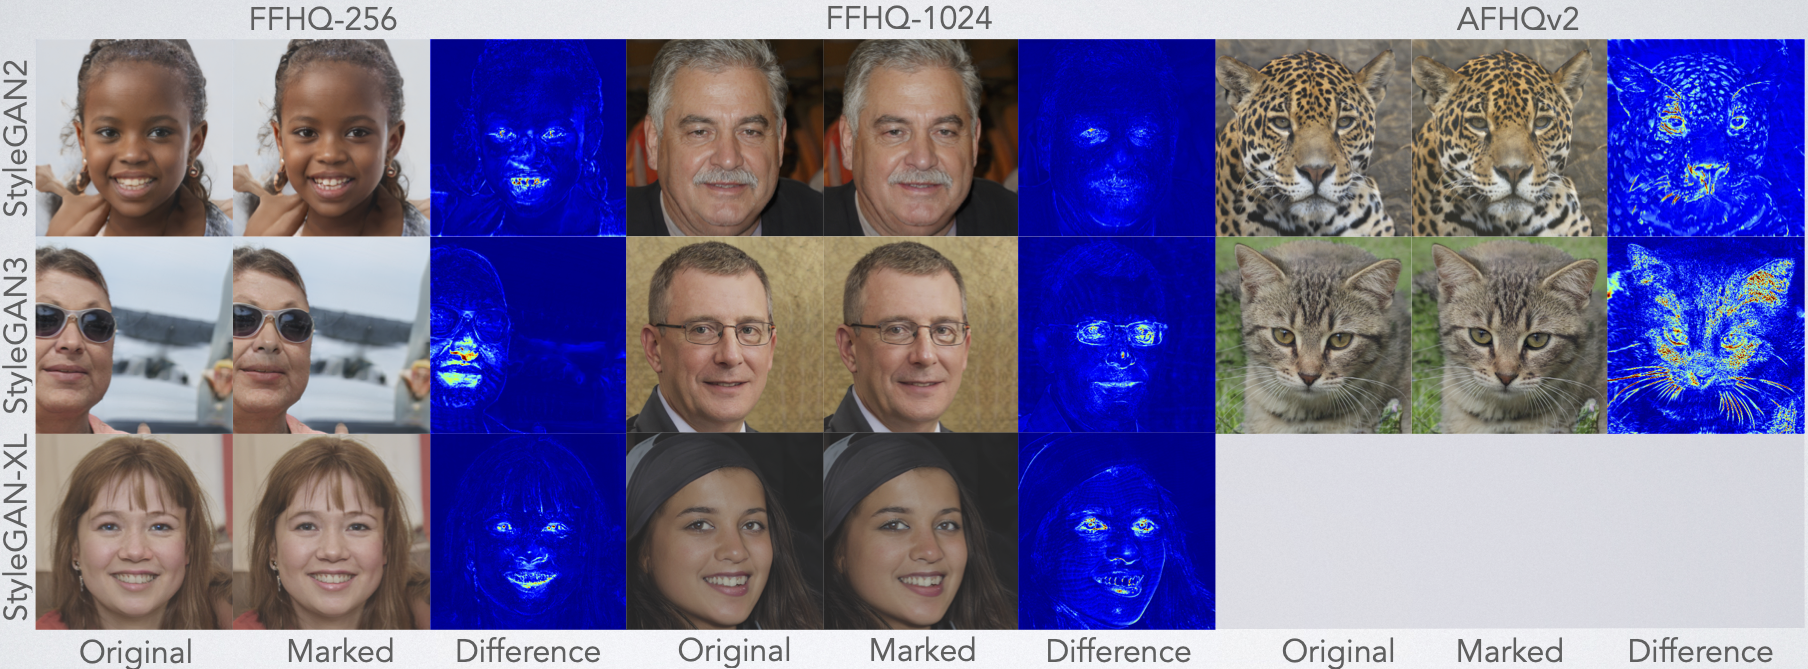 FFHQ-256 FFHQ-1024 AFHQv2
StyleGAN2
StyleGAN3
StyleGAN-XL
Original Marked Difference Original Marked Difference Original Marked Difference